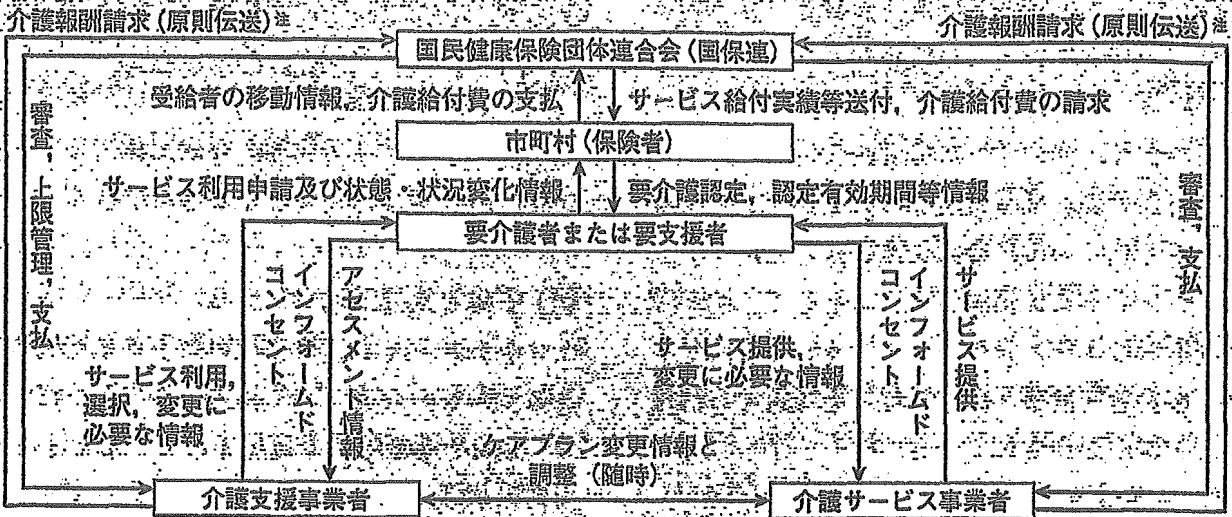 介護報酬請求(原則伝送)注
介護報酬請求(原則伝送)注
国民健康保険団体連合会(国保連)
受給者の移動情報,介護給付費の支払
サービス給付実績等送付,介護給付費の請求
市町村(保険者)
サービス利用申請及び状態・状況変化情報
要介護認定,認定有効期間等情報
要介護者または要支援者
審査,上限管理,支払
サービス利用,
選択,変更に
必要な情報
インフォームド
コンセント
アセスメント情報
サービス提供,
変更に必要な情報
インフォームド
コンセント
サービス提供
審査,支払
ケアプラン変更情報と
調整(随時)
介護支援事業者
介護サービス事業者